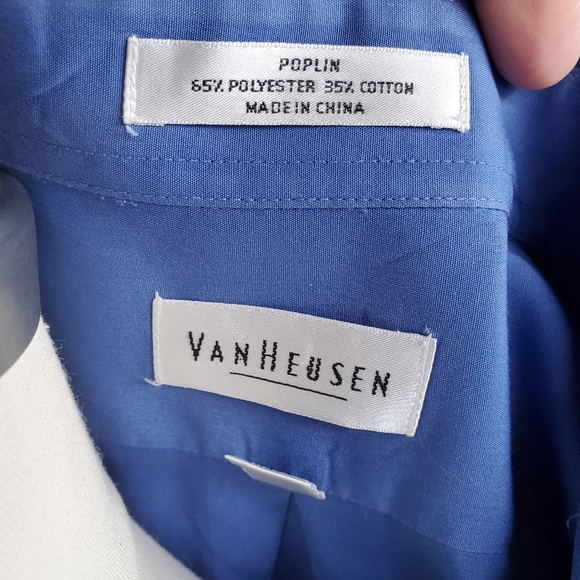 POPLIN
65% POLYESTER 35% COTTON
MADE IN CHINA
VANHEUSEN